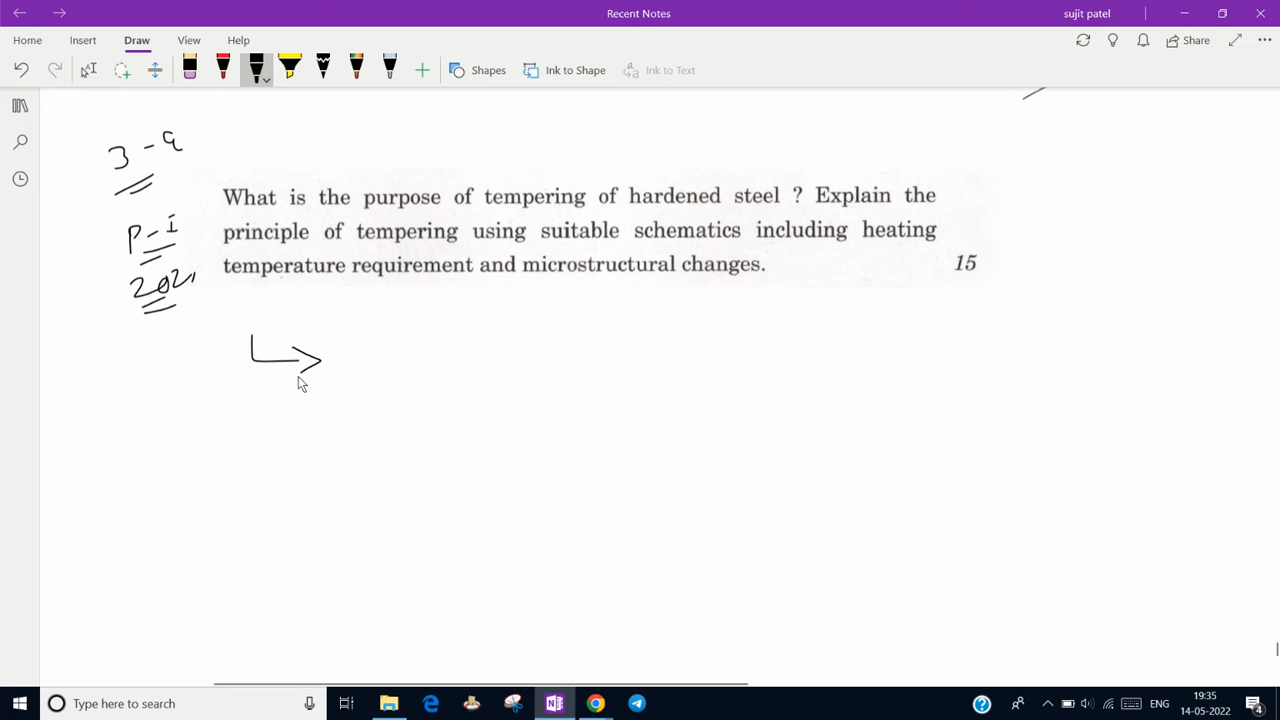 Recent Notes
sujit patel
Home
Insert
Draw
View
Help
Share
Shapes
Ink to Shape
Ink to Text
3-a
P-I
2021
What is the purpose of tempering of hardened steel ? Explain the
principle of tempering using suitable schematics including heating
temperature requirement and microstructural changes.
15
Type here to search
ENG
19:35
14-05-2022
4